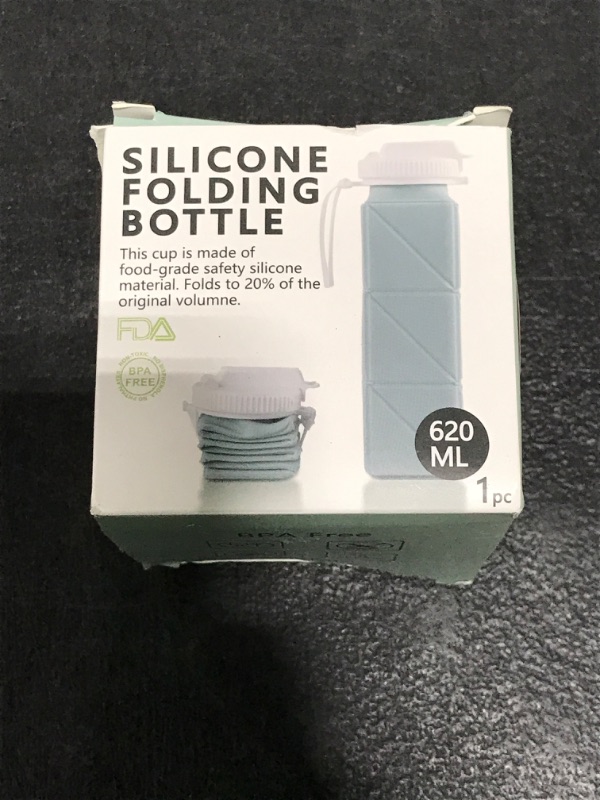 SILICONE
FOLDING
BOTTLE
This cup is made of
food-grade safety silicone
material. Folds to 20% of the
original volumne.
FDA
BPA
FREE
620
ML
1pc
BPA Free